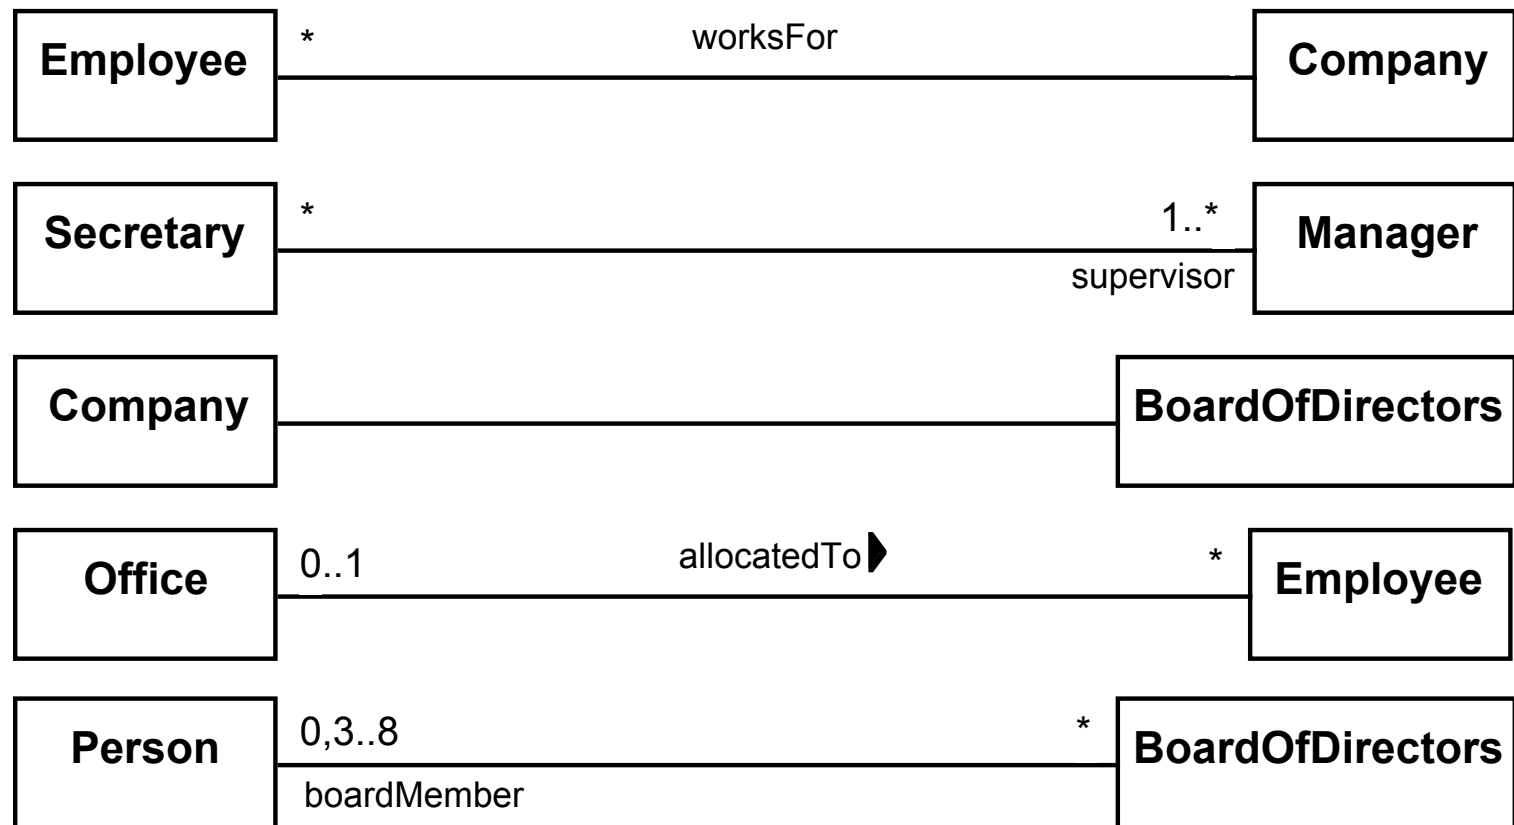 Employee * worksFor Company
Secretary * 1..* Manager
supervisor
Company BoardOfDirectors
Office 0..1 allocatedTo * Employee
Person 0,3..8 * BoardOfDirectors
boardMember